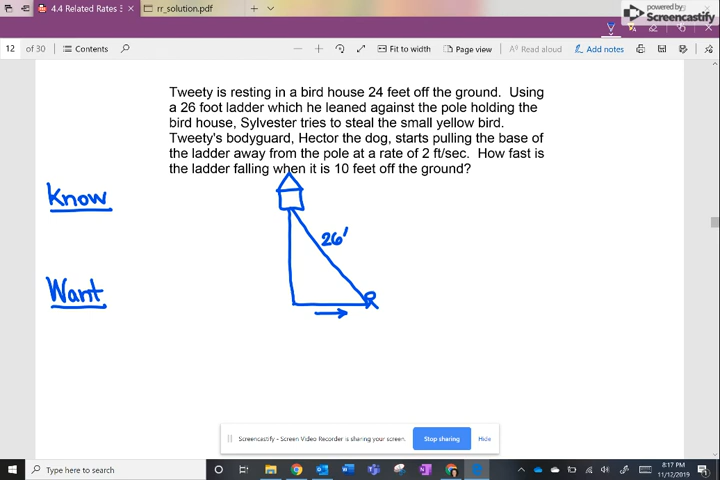 4.4 Related Rates
rr_solution.pdf
powered by
Screencastify
12 of 30
Contents
Fit to width
Page view
Read aloud
Add notes
Tweety is resting in a bird house 24 feet off the ground. Using
a 26 foot ladder which he leaned against the pole holding the
bird house, Sylvester tries to steal the small yellow bird.
Tweety's bodyguard, Hector the dog, starts pulling the base of
the ladder away from the pole at a rate of 2 ft/sec. How fast is
the ladder falling when it is 10 feet off the ground?
Know
26'
Want
Screencastify - Screen Video Recorder is sharing your screen.
Stop sharing
Hide
Type here to search
8:17 PM
11/12/2019